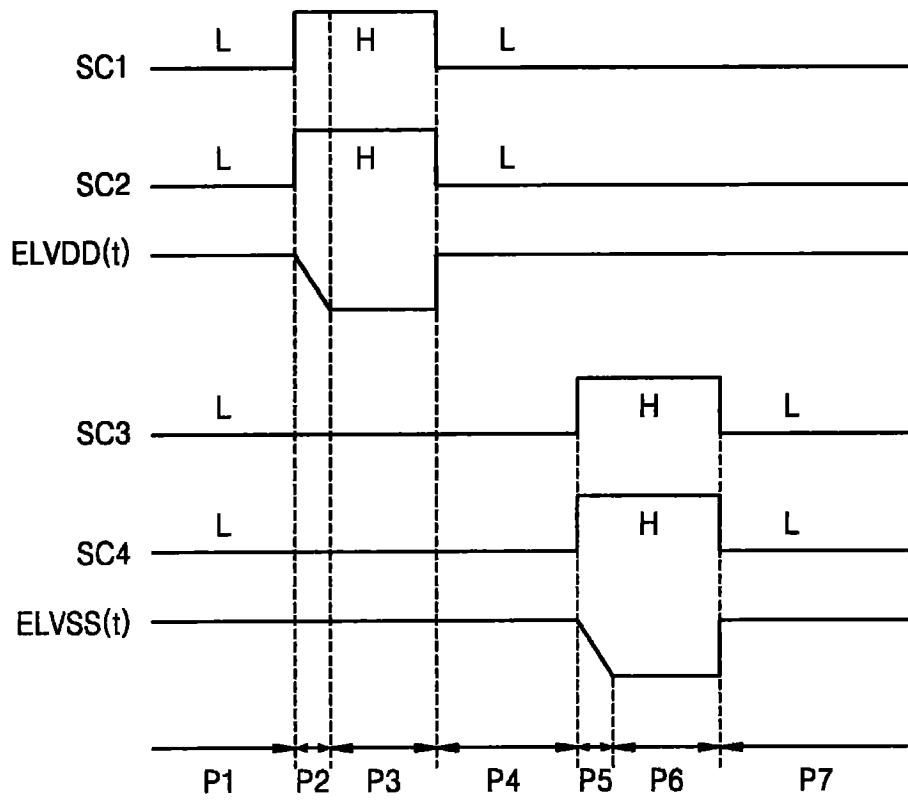 L H L
SC1
L H L
SC2
ELVDD(t)
L H L
SC3
L H L
SC4
ELVSS(t)
P1 P2 P3 P4 P5 P6 P7